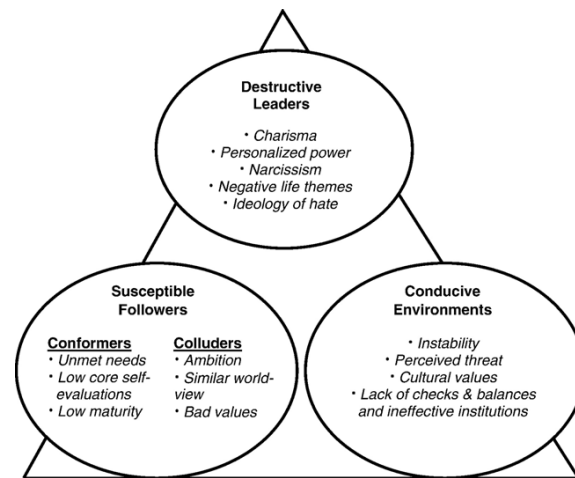 Destructive
Leaders
• Charisma
• Personalized power
• Narcissism
• Negative life themes
• Ideology of hate
Susceptible
Followers
Conformers
• Unmet needs
• Low core self-
evaluations
• Low maturity
Colluders
• Ambition
• Similar world-
view
• Bad values
Conducive
Environments
• Instability
• Perceived threat
• Cultural values
• Lack of checks & balances
and ineffective institutions